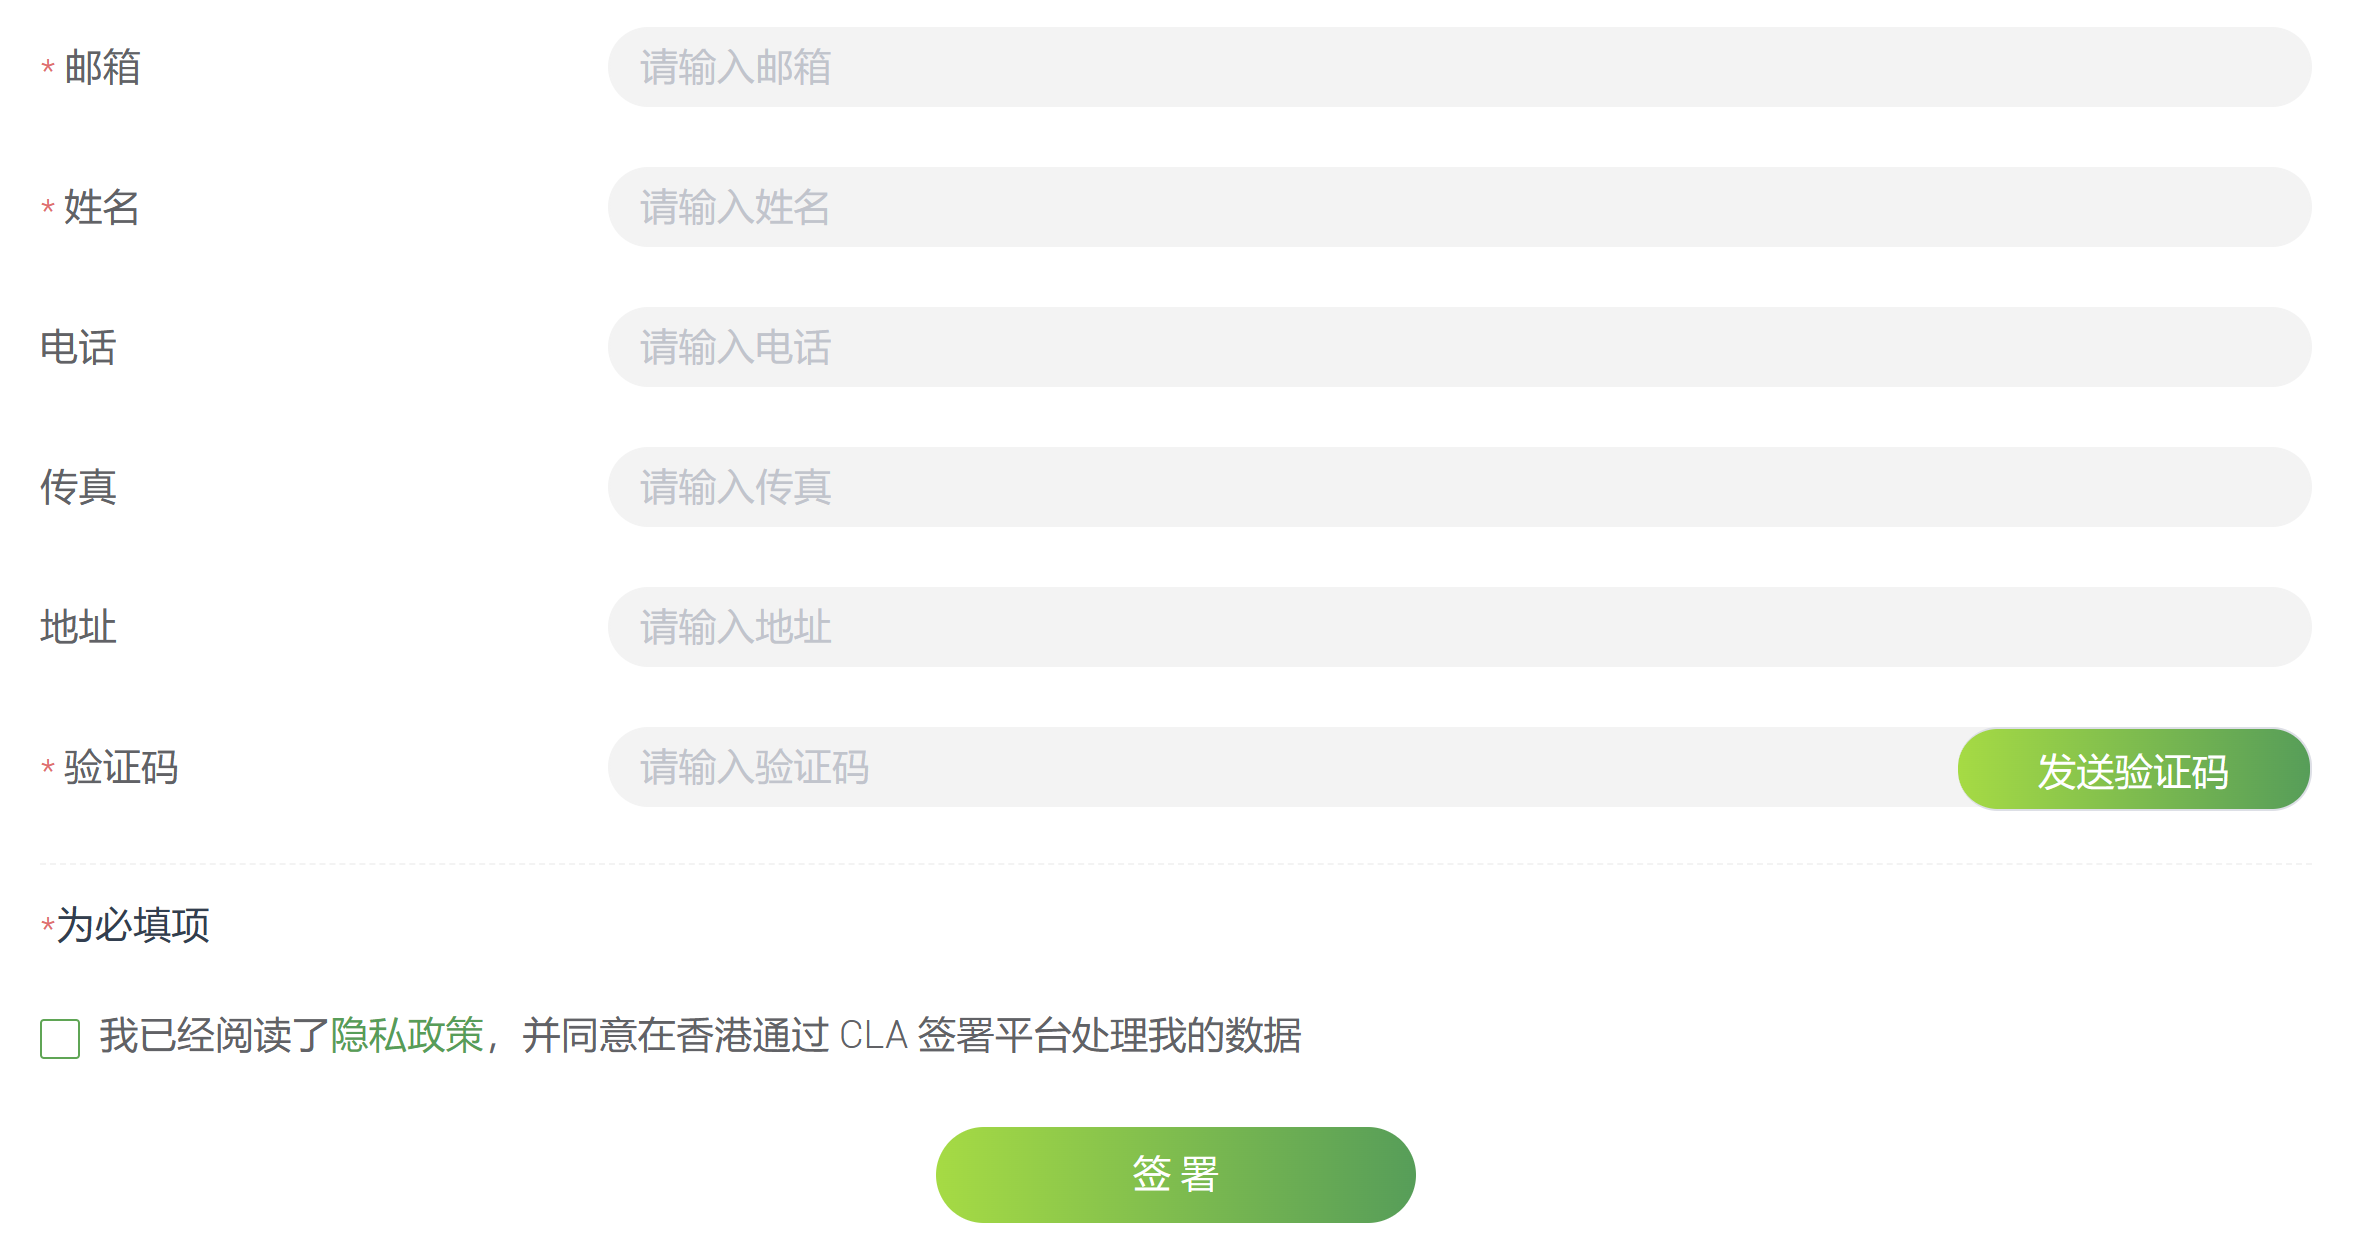 * 邮箱 请输入邮箱
* 姓名 请输入姓名
电话 请输入电话
传真 请输入传真
地址 请输入地址
* 验证码 请输入验证码 发送验证码
*为必填项
我已经阅读了隐私政策，并同意在香港通过 CLA 签署平台处理我的数据
签 署